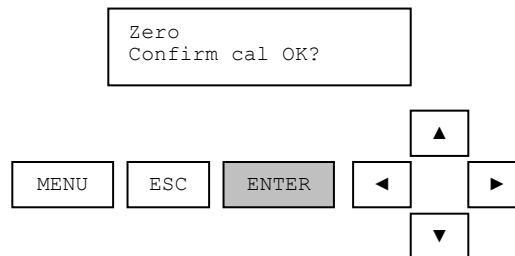 Zero
Confirm cal OK?
▲
MENU ESC ENTER ◄ ►
▼